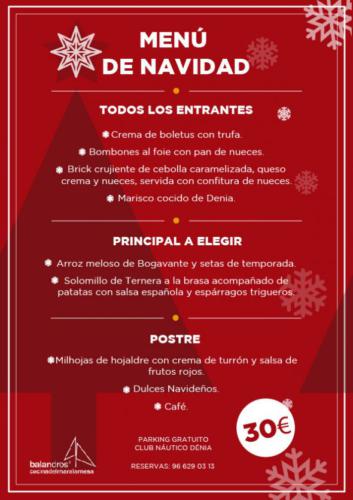 MENÚ
DE NAVIDAD
TODOS LOS ENTRANTES
Crema de boletus con trufa.
Bombones al foie con pan de nueces.
Brick crujiente de cebolla caramelizada, queso
crema y nueces, servida con confitura de nueces.
Marisco cocido de Denia.
PRINCIPAL A ELEGIR
Arroz meloso de Bogavante y setas de temporada.
Solomillo de Ternera a la brasa acompañado de
patatas con salsa española y espárragos trigueros.
POSTRE
Milhojas de hojaldre con crema de turrón y salsa de
frutos rojos.
Dulces Navideños.
Café.
30€
PARKING GRATUITO
CLUB NÁUTICO DÉNIA
RESERVAS: 96 629 03 13
balandros
cocinadelmaralamesa